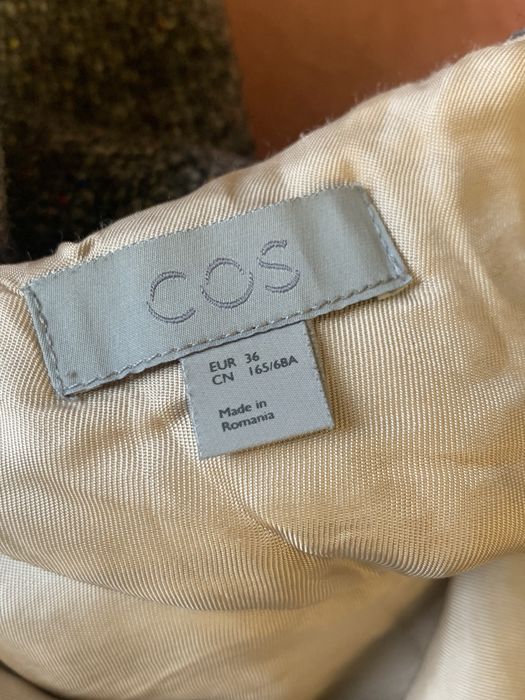 COS
EUR 36
CN 165/68A
Made in
Romania